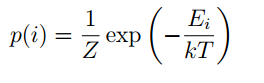 p(i) = \frac{1}{Z} \exp\left(-\frac{E_i}{kT}\right)